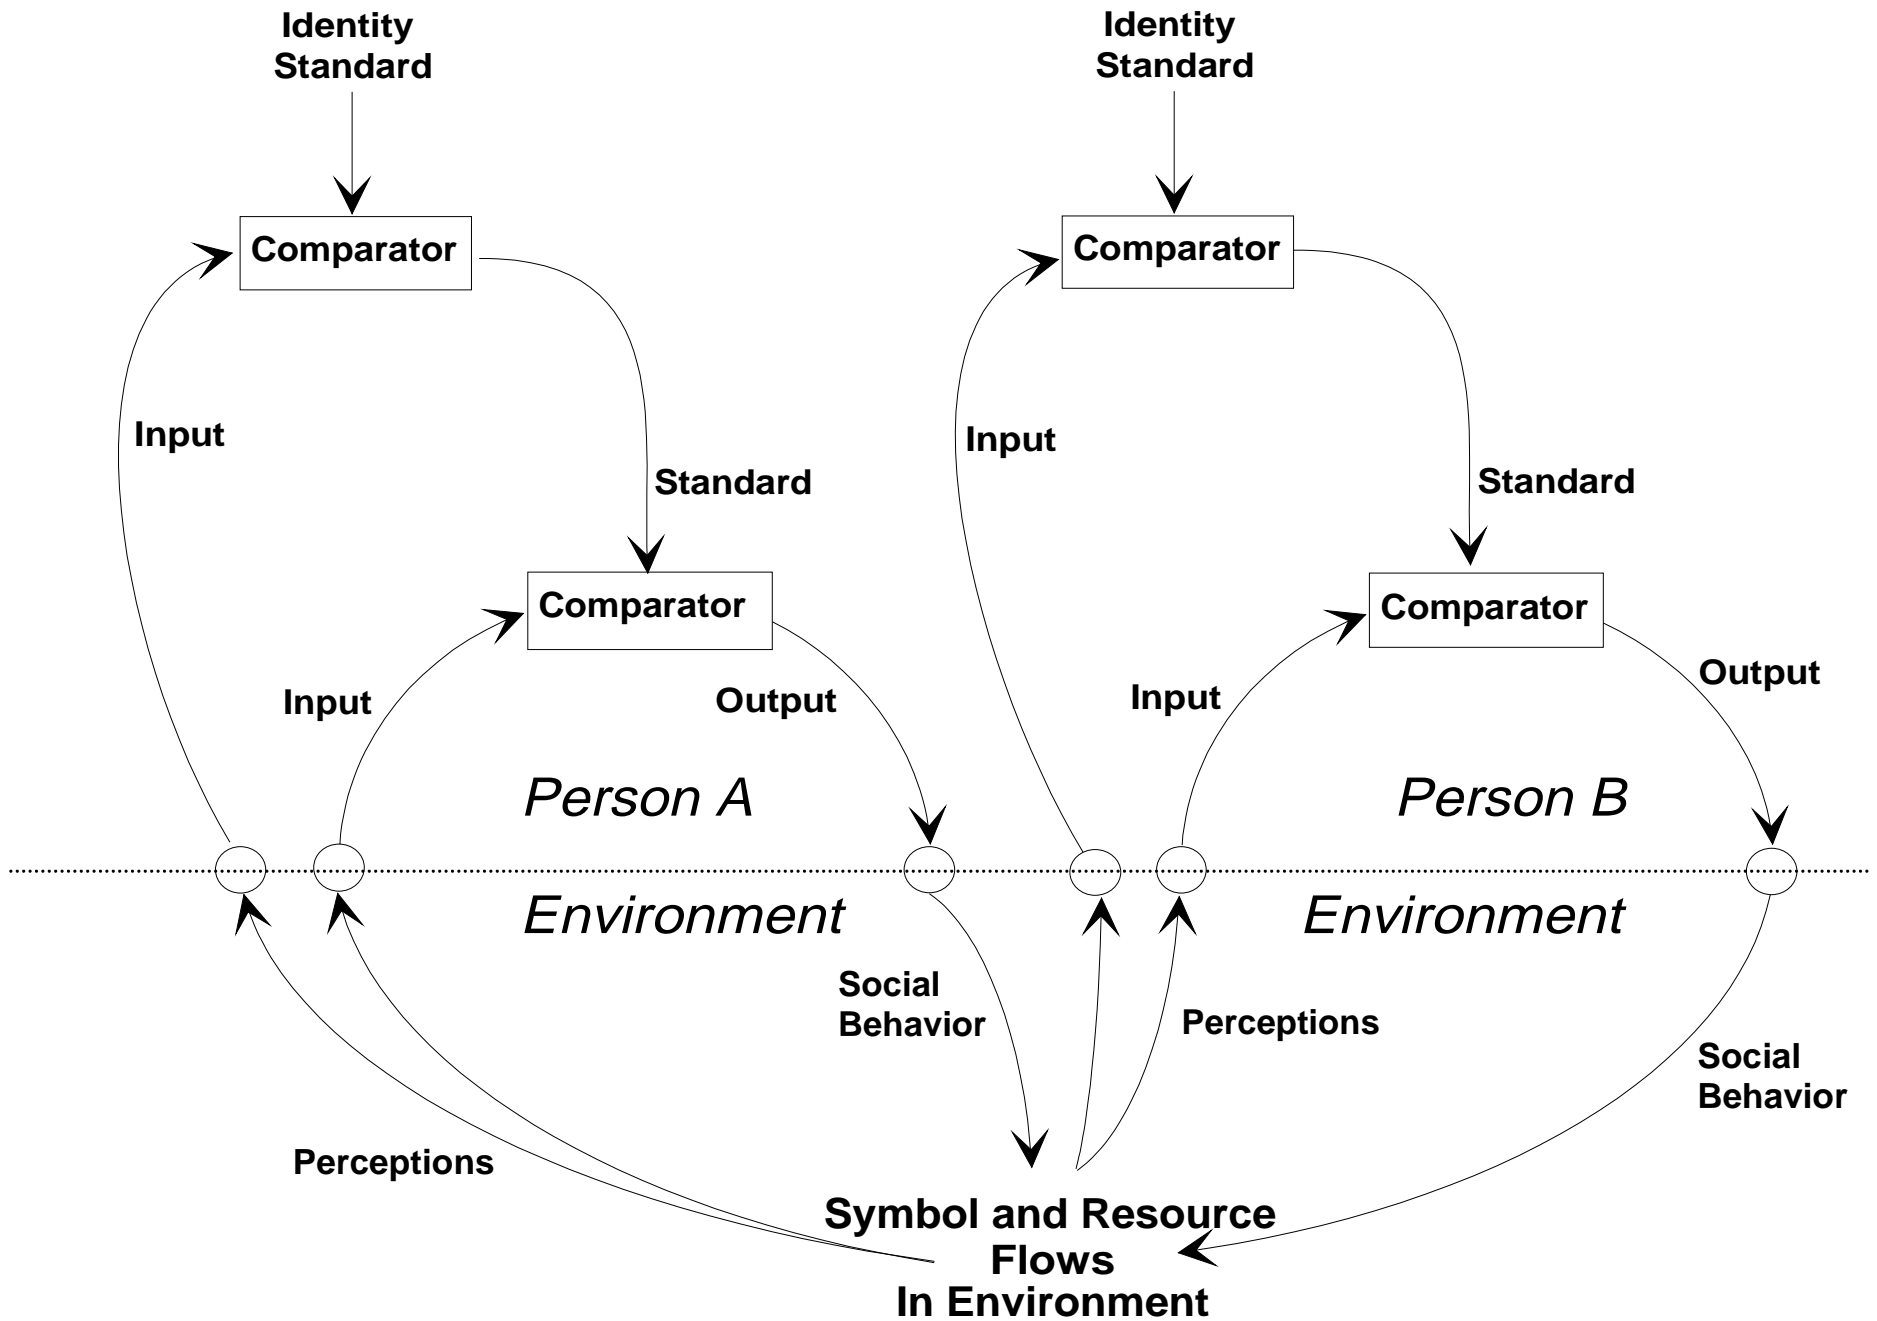 Identity
Standard
Identity
Standard
Comparator
Comparator
Input
Input
Standard
Standard
Comparator
Comparator
Input
Output
Input
Output
Person A
Person B
Environment
Environment
Social
Behavior
Perceptions
Social
Behavior
Perceptions
Symbol and Resource
Flows
In Environment